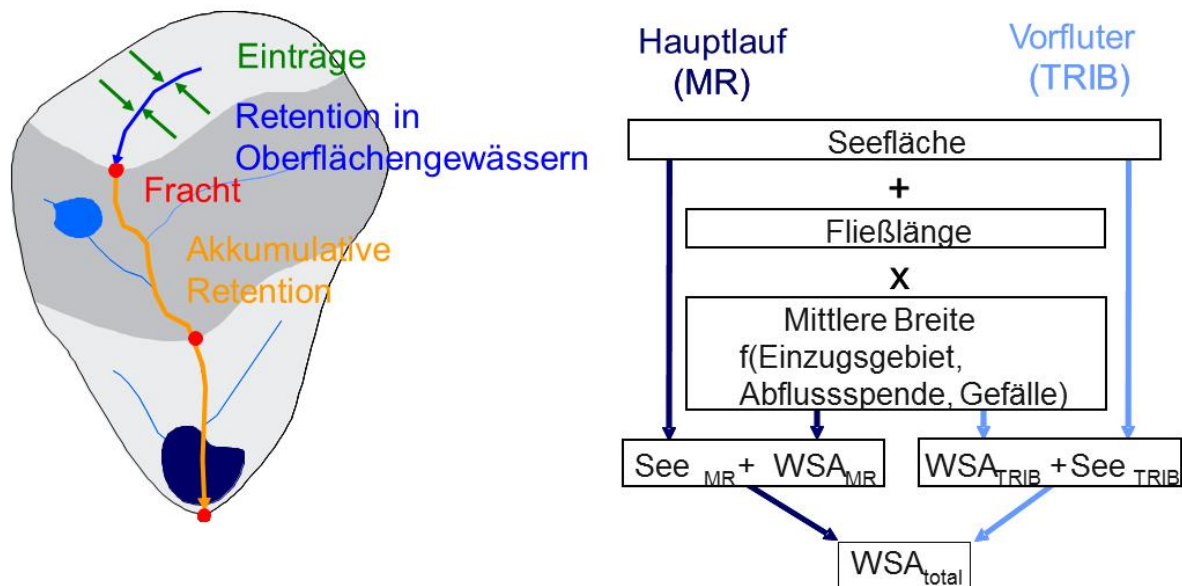 Einträge
Retention in
Oberflächengewässern
Fracht
Akkumulative
Retention
Hauptlauf
(MR)
Vorfluter
(TRIB)
Seefläche
+
Fließlänge
x
Mittlere Breite
f(Einzugsgebiet,
Abflussspende, Gefälle)
See MR + WSA MR
WSA TRIB + See TRIB
WSA total